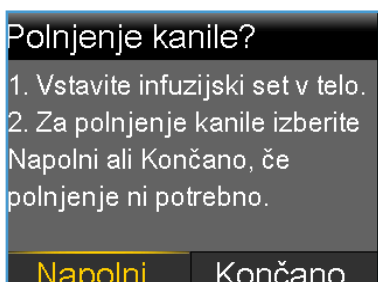 Polnjenje kanile?
1. Vstavite infuzijski set v telo.
2. Za polnjenje kanile izberite
Napolni ali Končano, če
polnjenje ni potrebno.
Napolni
Končano